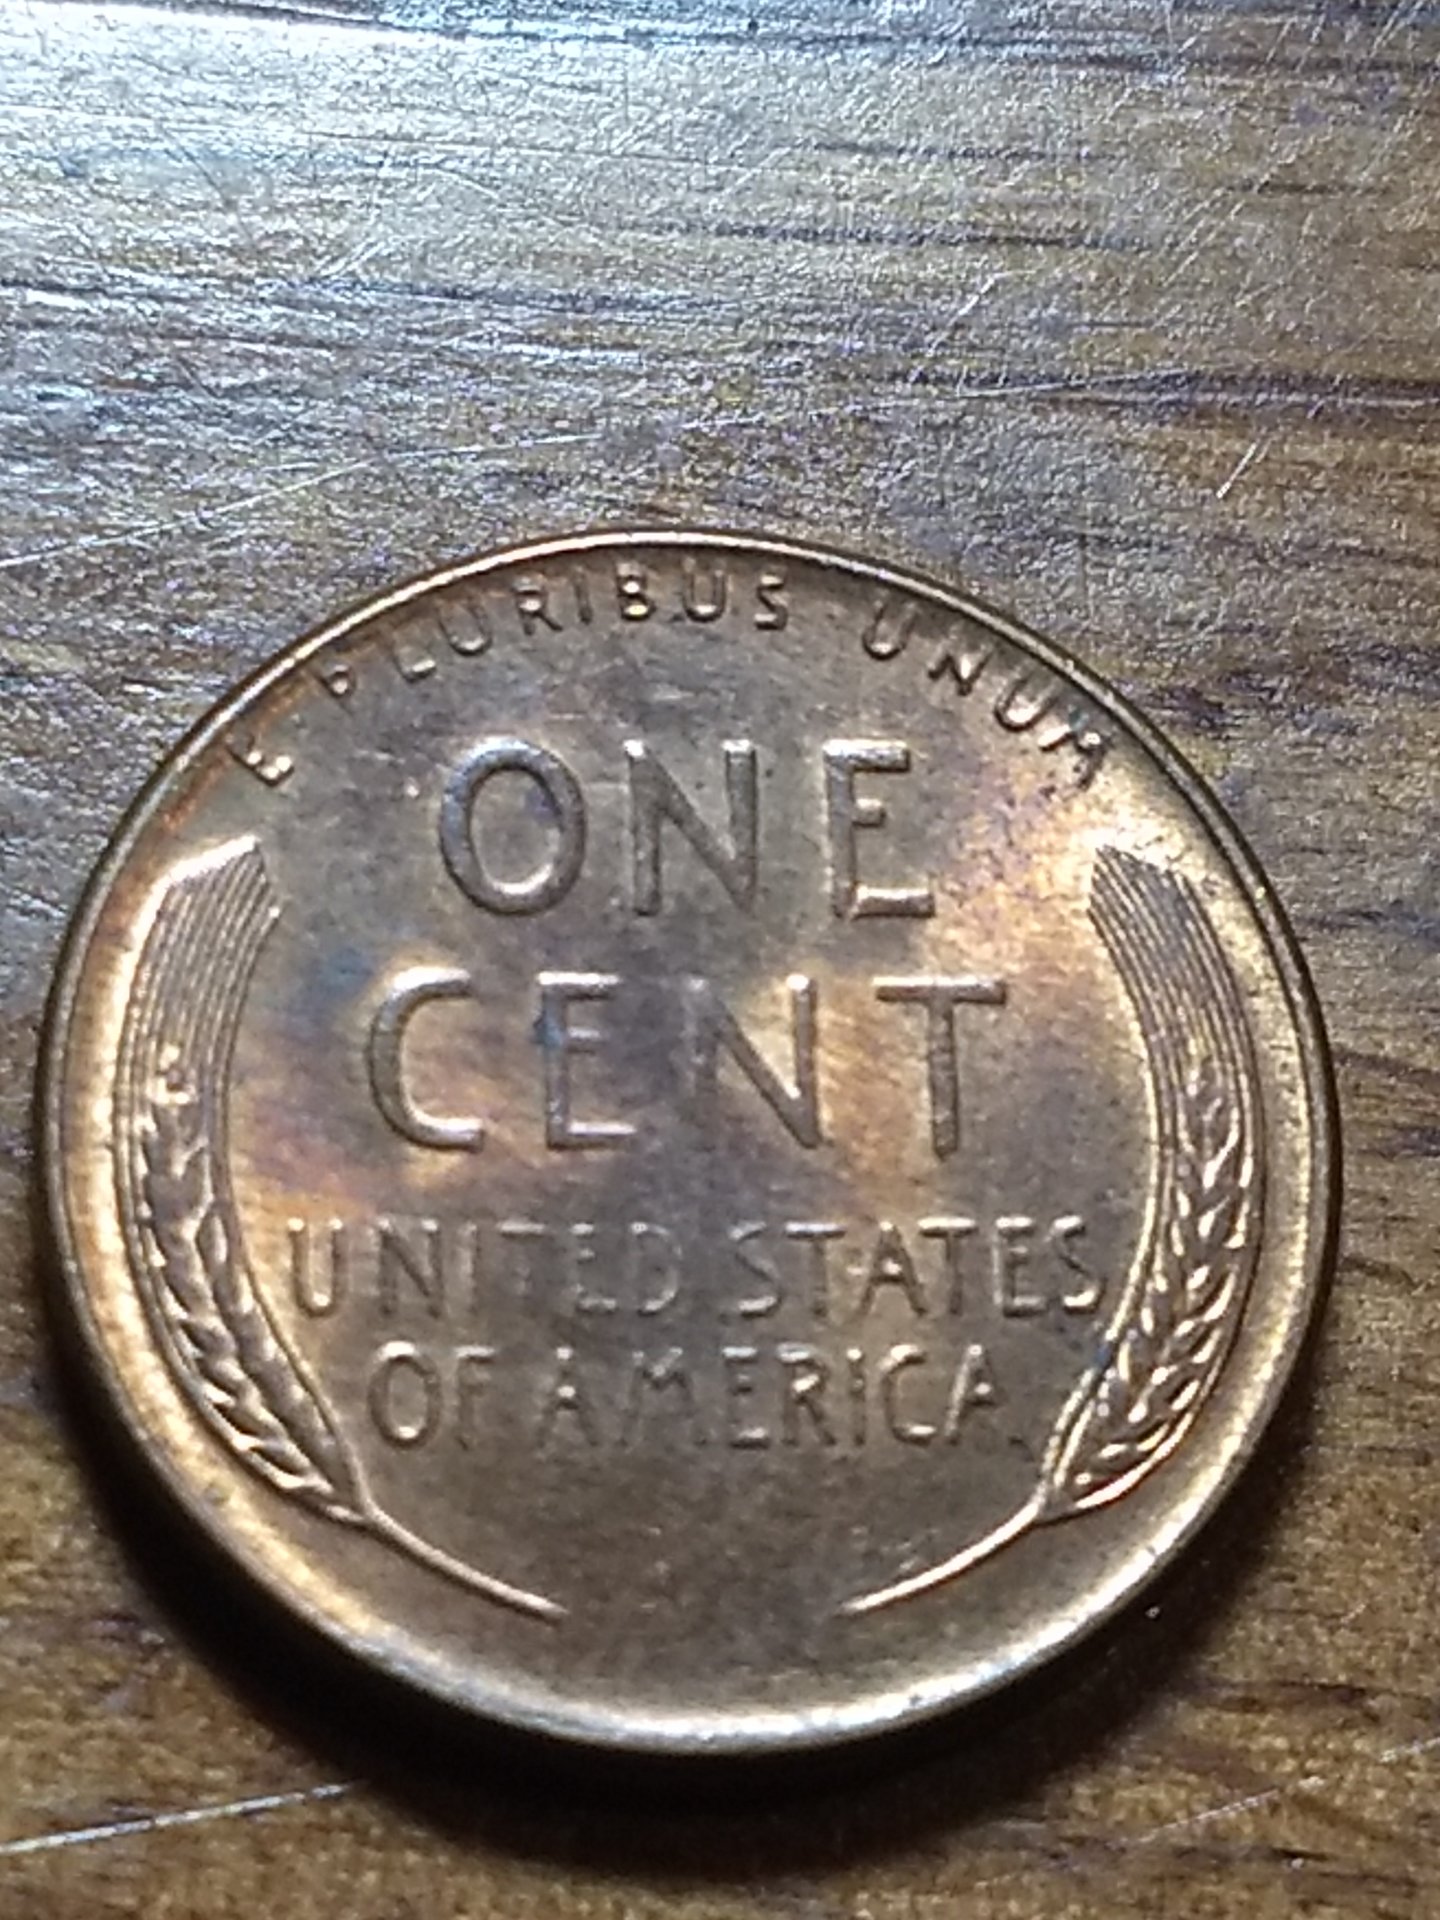 E PLURIBUS · UNUM
ONE
CENT
UNITED STATES
OF AMERICA